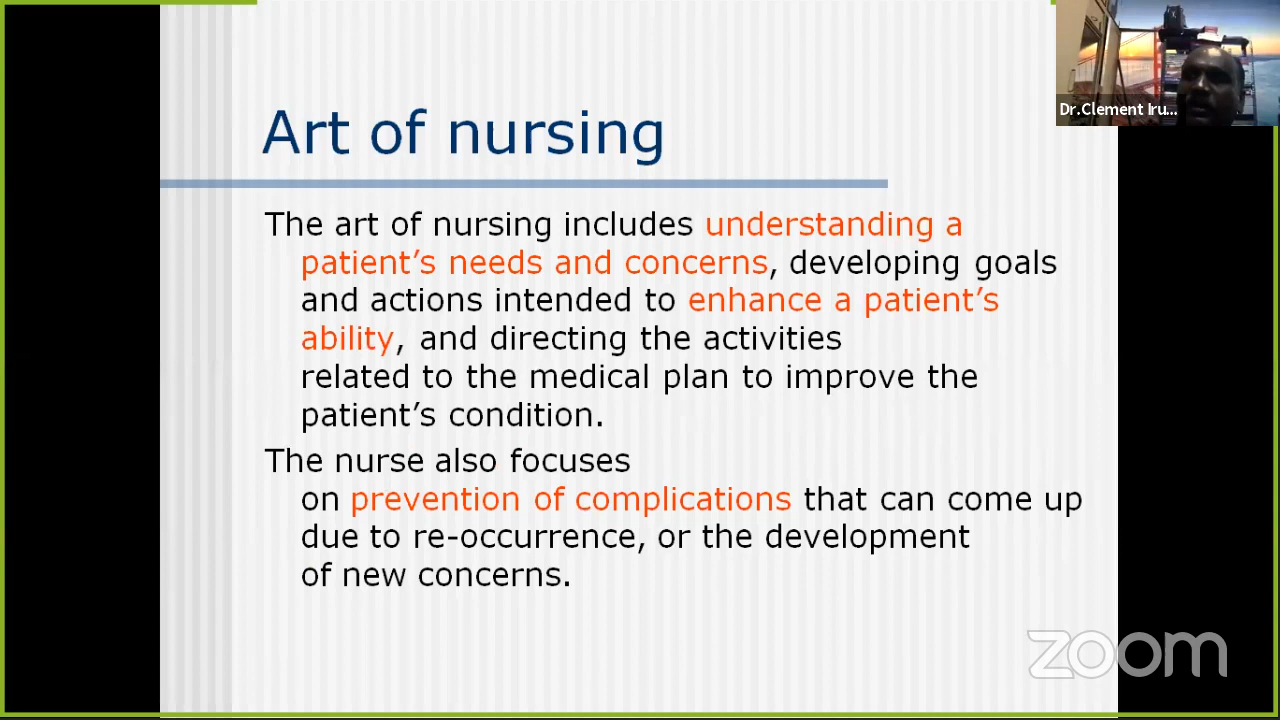 Dr.Clement Iru...
Art of nursing
The art of nursing includes understanding a
patient’s needs and concerns, developing goals
and actions intended to enhance a patient’s
ability, and directing the activities
related to the medical plan to improve the
patient’s condition.
The nurse also focuses
on prevention of complications that can come up
due to re-occurrence, or the development
of new concerns.
zoom